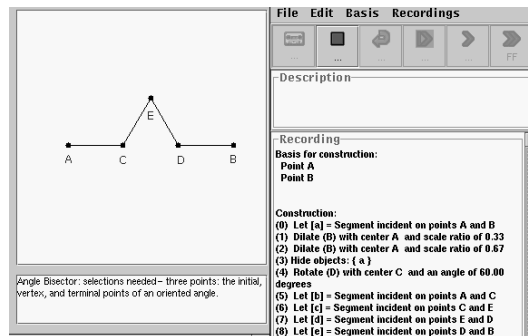 File Edit Basis Recordings
... ... ... ... ... FF
Description
E
A C D B
Recording
Basis for construction:
Point A
Point B
Construction:
(0) Let [a] = Segment incident on points A and B
(1) Dilate (B) with center A and scale ratio of 0.33
(2) Dilate (B) with center A and scale ratio of 0.67
(3) Hide objects: { a }
(4) Rotate (D) with center C and an angle of 60.00
degrees
(5) Let [b] = Segment incident on points A and C
(6) Let [c] = Segment incident on points C and E
(7) Let [d] = Segment incident on points E and D
(8) Let [e] = Segment incident on points D and B
Angle Bisector: selections needed– three points: the initial,
vertex, and terminal points of an oriented angle.